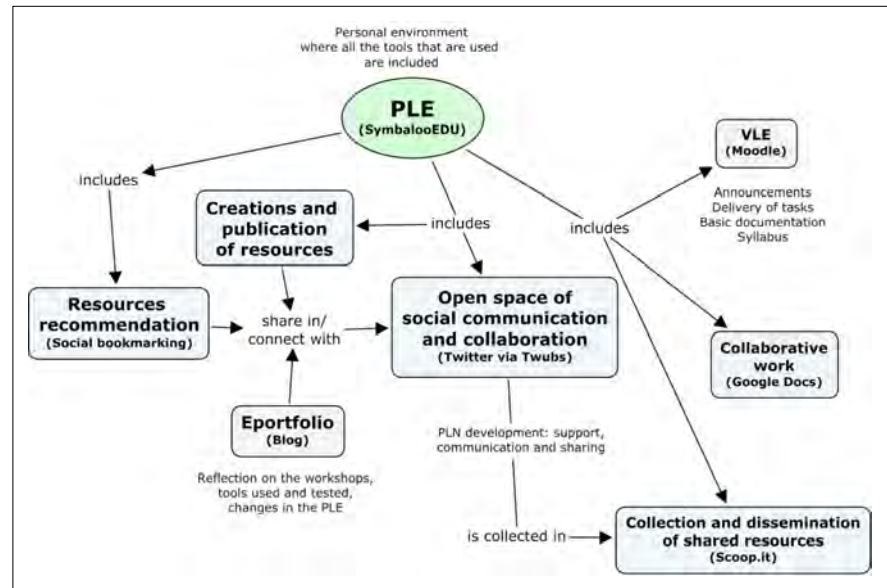 Personal environment
where all the tools that are used
are included
PLE
(SymbalooEDU)
VLE
(Moodle)
Announcements
Delivery of tasks
Basic documentation
Syllabus
includes
Creations and
publication
of resources
includes
includes
Resources
recommendation
(Social bookmarking)
share in/
connect with
Open space of
social communication
and collaboration
(Twitter via Twubs)
Collaborative
work
(Google Docs)
Eportfolio
(Blog)
Reflection on the workshops,
tools used and tested,
changes in the PLE
PLN development: support,
communication and sharing
is collected in
Collection and dissemination
of shared resources
(Scoop.it)